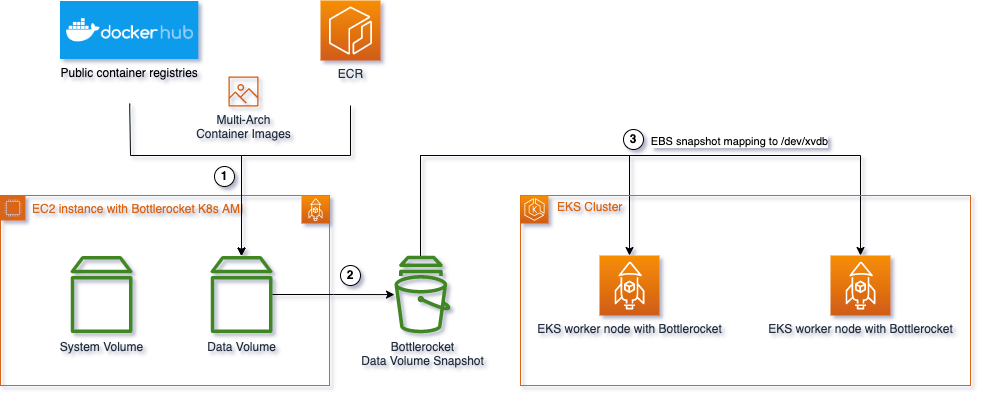 docker hub
Public container registries
ECR
Multi-Arch
Container Images
1
3
EBS snapshot mapping to /dev/xvdb
EC2 instance with Bottlerocket K8s AMI
EKS Cluster
K
2
System Volume
Data Volume
Bottlerocket
Data Volume Snapshot
EKS worker node with Bottlerocket
EKS worker node with Bottlerocket